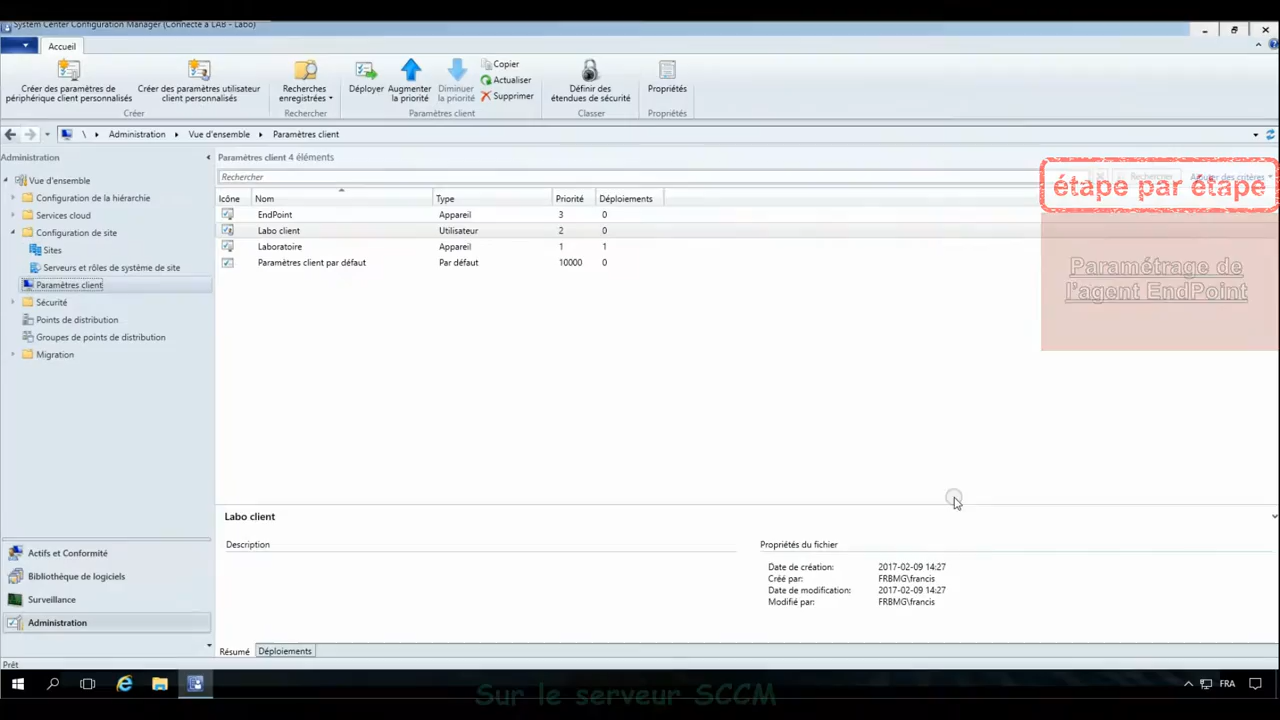 System Center Configuration Manager (Connecté à LAB - Labo)
Accueil
Créer des paramètres de
périphérique client personnalisés
Créer des paramètres utilisateur
client personnalisés
Créer
Recherches
enregistrées
Rechercher
Déployer
Augmenter
la priorité
Diminuer
la priorité
Copier
Actualiser
Supprimer
Paramètres client
Définir des
étendues de sécurité
Classer
Propriétés
Propriétés
\ Administration Vue d'ensemble Paramètres client
Administration
Vue d'ensemble
Configuration de la hiérarchie
Services cloud
Configuration de site
Sites
Serveurs et rôles de système de site
Paramètres client
Sécurité
Points de distribution
Groupes de points de distribution
Migration
Actifs et Conformité
Bibliothèque de logiciels
Surveillance
Administration
Paramètres client 4 éléments
Rechercher
Rechercher
Ajouter des critères
étape par étape
Paramétrage de
l'agent EndPoint
Icône Nom Type Priorité Déploiements
EndPoint Appareil 3 0
Labo client Utilisateur 2 0
Laboratoire Appareil 1 1
Paramètres client par défaut Par défaut 10000 0
Labo client
Description
Propriétés du fichier
Date de création: 2017-02-09 14:27
Créé par: FRBMG\francis
Date de modification: 2017-02-09 14:27
Modifié par: FRBMG\francis
Résumé Déploiements
Prêt
FRA
Sur le serveur SCCM